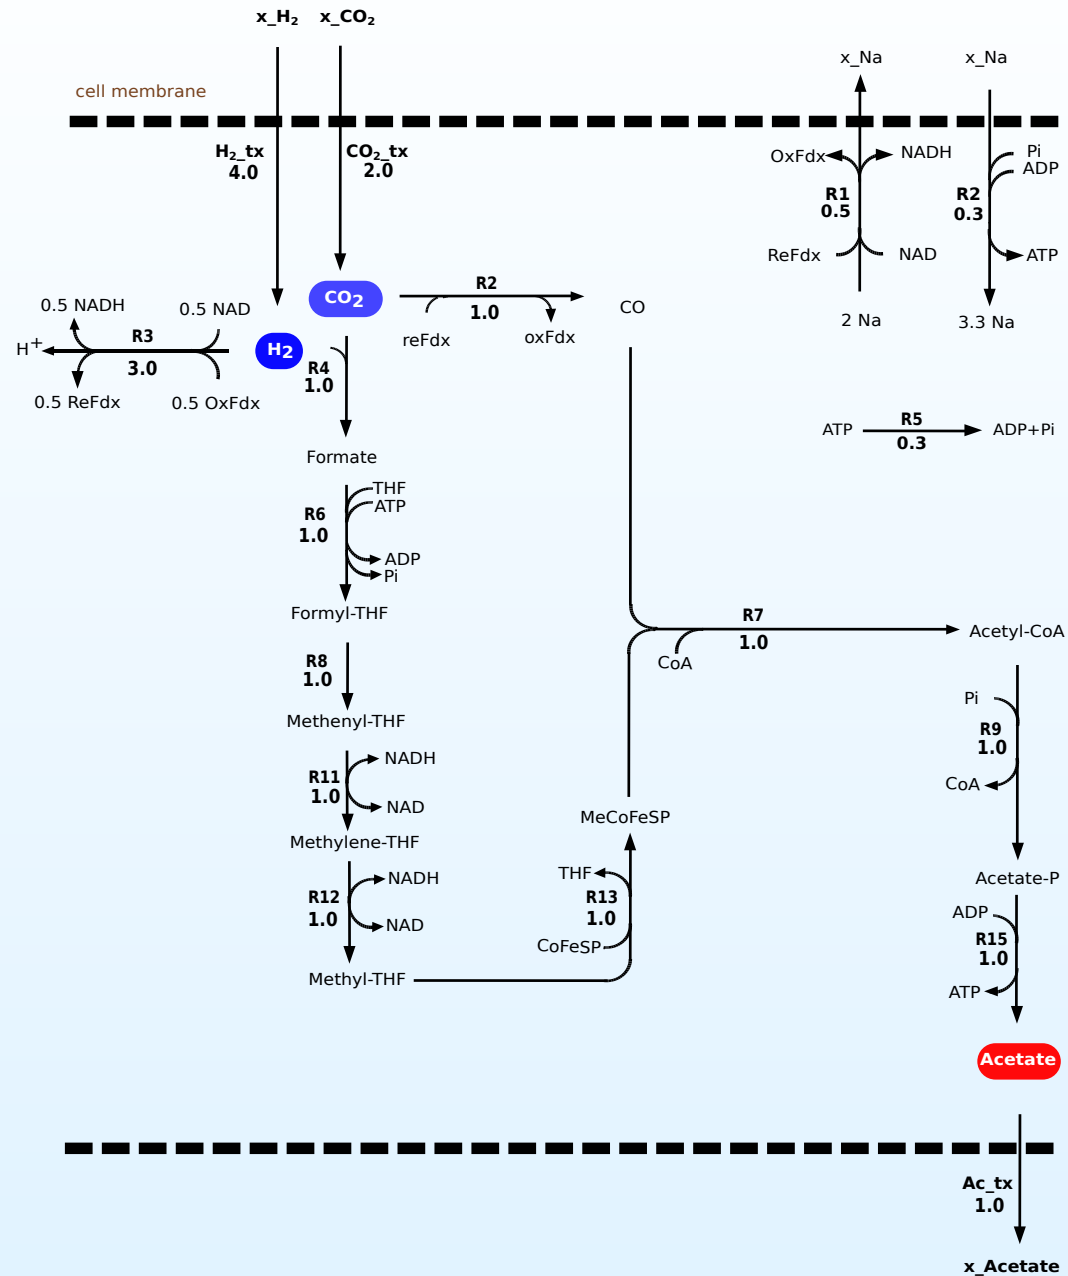 x_H₂
x_CO₂
x_Na
x_Na
cell membrane
H₂_tx
4.0
CO₂_tx
2.0
OxFdx
NADH
R1
0.5
ReFdx
NAD
2 Na
Pi
ADP
R2
0.3
ATP
3.3 Na
0.5 NADH
0.5 NAD
H⁺
R3
3.0
0.5 ReFdx
0.5 OxFdx
CO₂
H₂
R2
1.0
reFdx
oxFdx
CO
R4
1.0
Formate
ATP
R5
0.3
ADP+Pi
THF
ATP
R6
1.0
ADP
Pi
Formyl-THF
R8
1.0
Methenyl-THF
R7
1.0
CoA
Acetyl-CoA
NADH
R11
1.0
NAD
Methylene-THF
NADH
R12
1.0
NAD
Methyl-THF
MeCoFeSP
THF
R13
1.0
CoFeSP
Pi
R9
1.0
CoA
Acetate-P
ADP
R15
1.0
ATP
Acetate
Ac_tx
1.0
x_Acetate